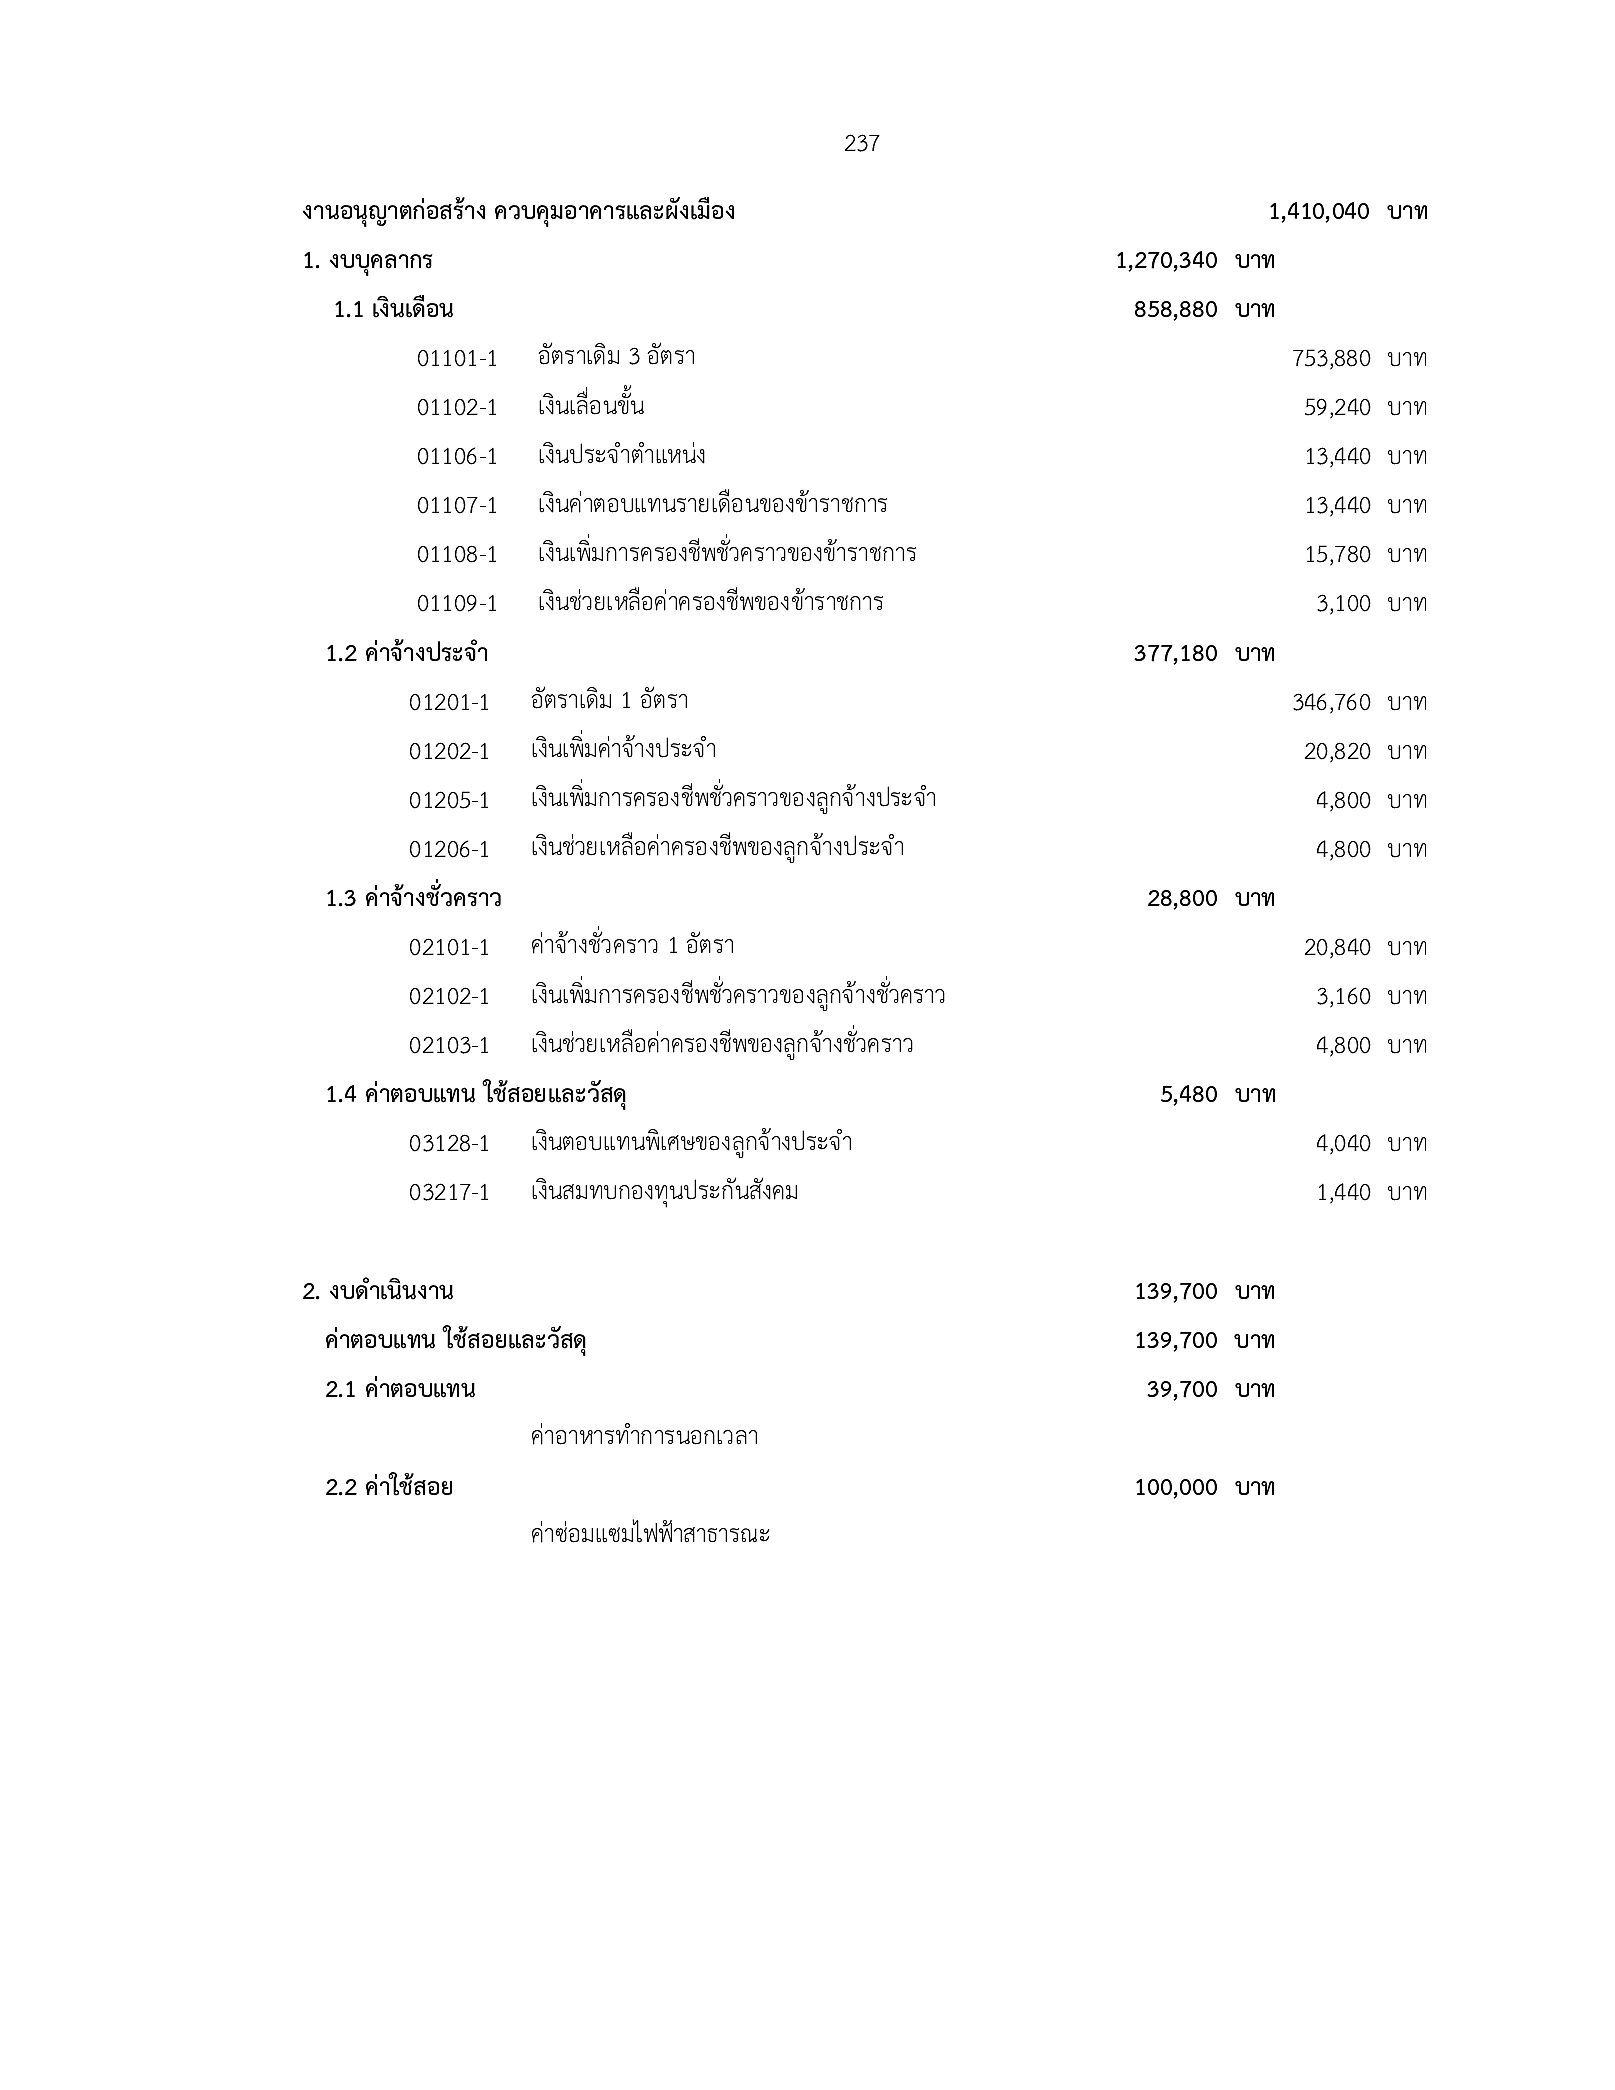 237
งานอนุญาตก่อสร้าง ควบคุมอาคารและผังเมือง 1,410,040 บาท
1. งบบุคลากร 1,270,340 บาท
1.1 เงินเดือน 858,880 บาท
01101-1 อัตราเดิม 3 อัตรา 753,880 บาท
01102-1 เงินเลื่อนขั้น 59,240 บาท
01106-1 เงินประจำตำแหน่ง 13,440 บาท
01107-1 เงินค่าตอบแทนรายเดือนของข้าราชการ 13,440 บาท
01108-1 เงินเพิ่มการครองชีพชั่วคราวของข้าราชการ 15,780 บาท
01109-1 เงินช่วยเหลือค่าครองชีพของข้าราชการ 3,100 บาท
1.2 ค่าจ้างประจำ 377,180 บาท
01201-1 อัตราเดิม 1 อัตรา 346,760 บาท
01202-1 เงินเพิ่มค่าจ้างประจำ 20,820 บาท
01205-1 เงินเพิ่มการครองชีพชั่วคราวของลูกจ้างประจำ 4,800 บาท
01206-1 เงินช่วยเหลือค่าครองชีพของลูกจ้างประจำ 4,800 บาท
1.3 ค่าจ้างชั่วคราว 28,800 บาท
02101-1 ค่าจ้างชั่วคราว 1 อัตรา 20,840 บาท
02102-1 เงินเพิ่มการครองชีพชั่วคราวของลูกจ้างชั่วคราว 3,160 บาท
02103-1 เงินช่วยเหลือค่าครองชีพของลูกจ้างชั่วคราว 4,800 บาท
1.4 ค่าตอบแทน ใช้สอยและวัสดุ 5,480 บาท
03128-1 เงินตอบแทนพิเศษของลูกจ้างประจำ 4,040 บาท
03217-1 เงินสมทบกองทุนประกันสังคม 1,440 บาท
2. งบดำเนินงาน 139,700 บาท
ค่าตอบแทน ใช้สอยและวัสดุ 139,700 บาท
2.1 ค่าตอบแทน 39,700 บาท
ค่าอาหารทำการนอกเวลา
2.2 ค่าใช้สอย 100,000 บาท
ค่าซ่อมแซมไฟฟ้าสาธารณะ